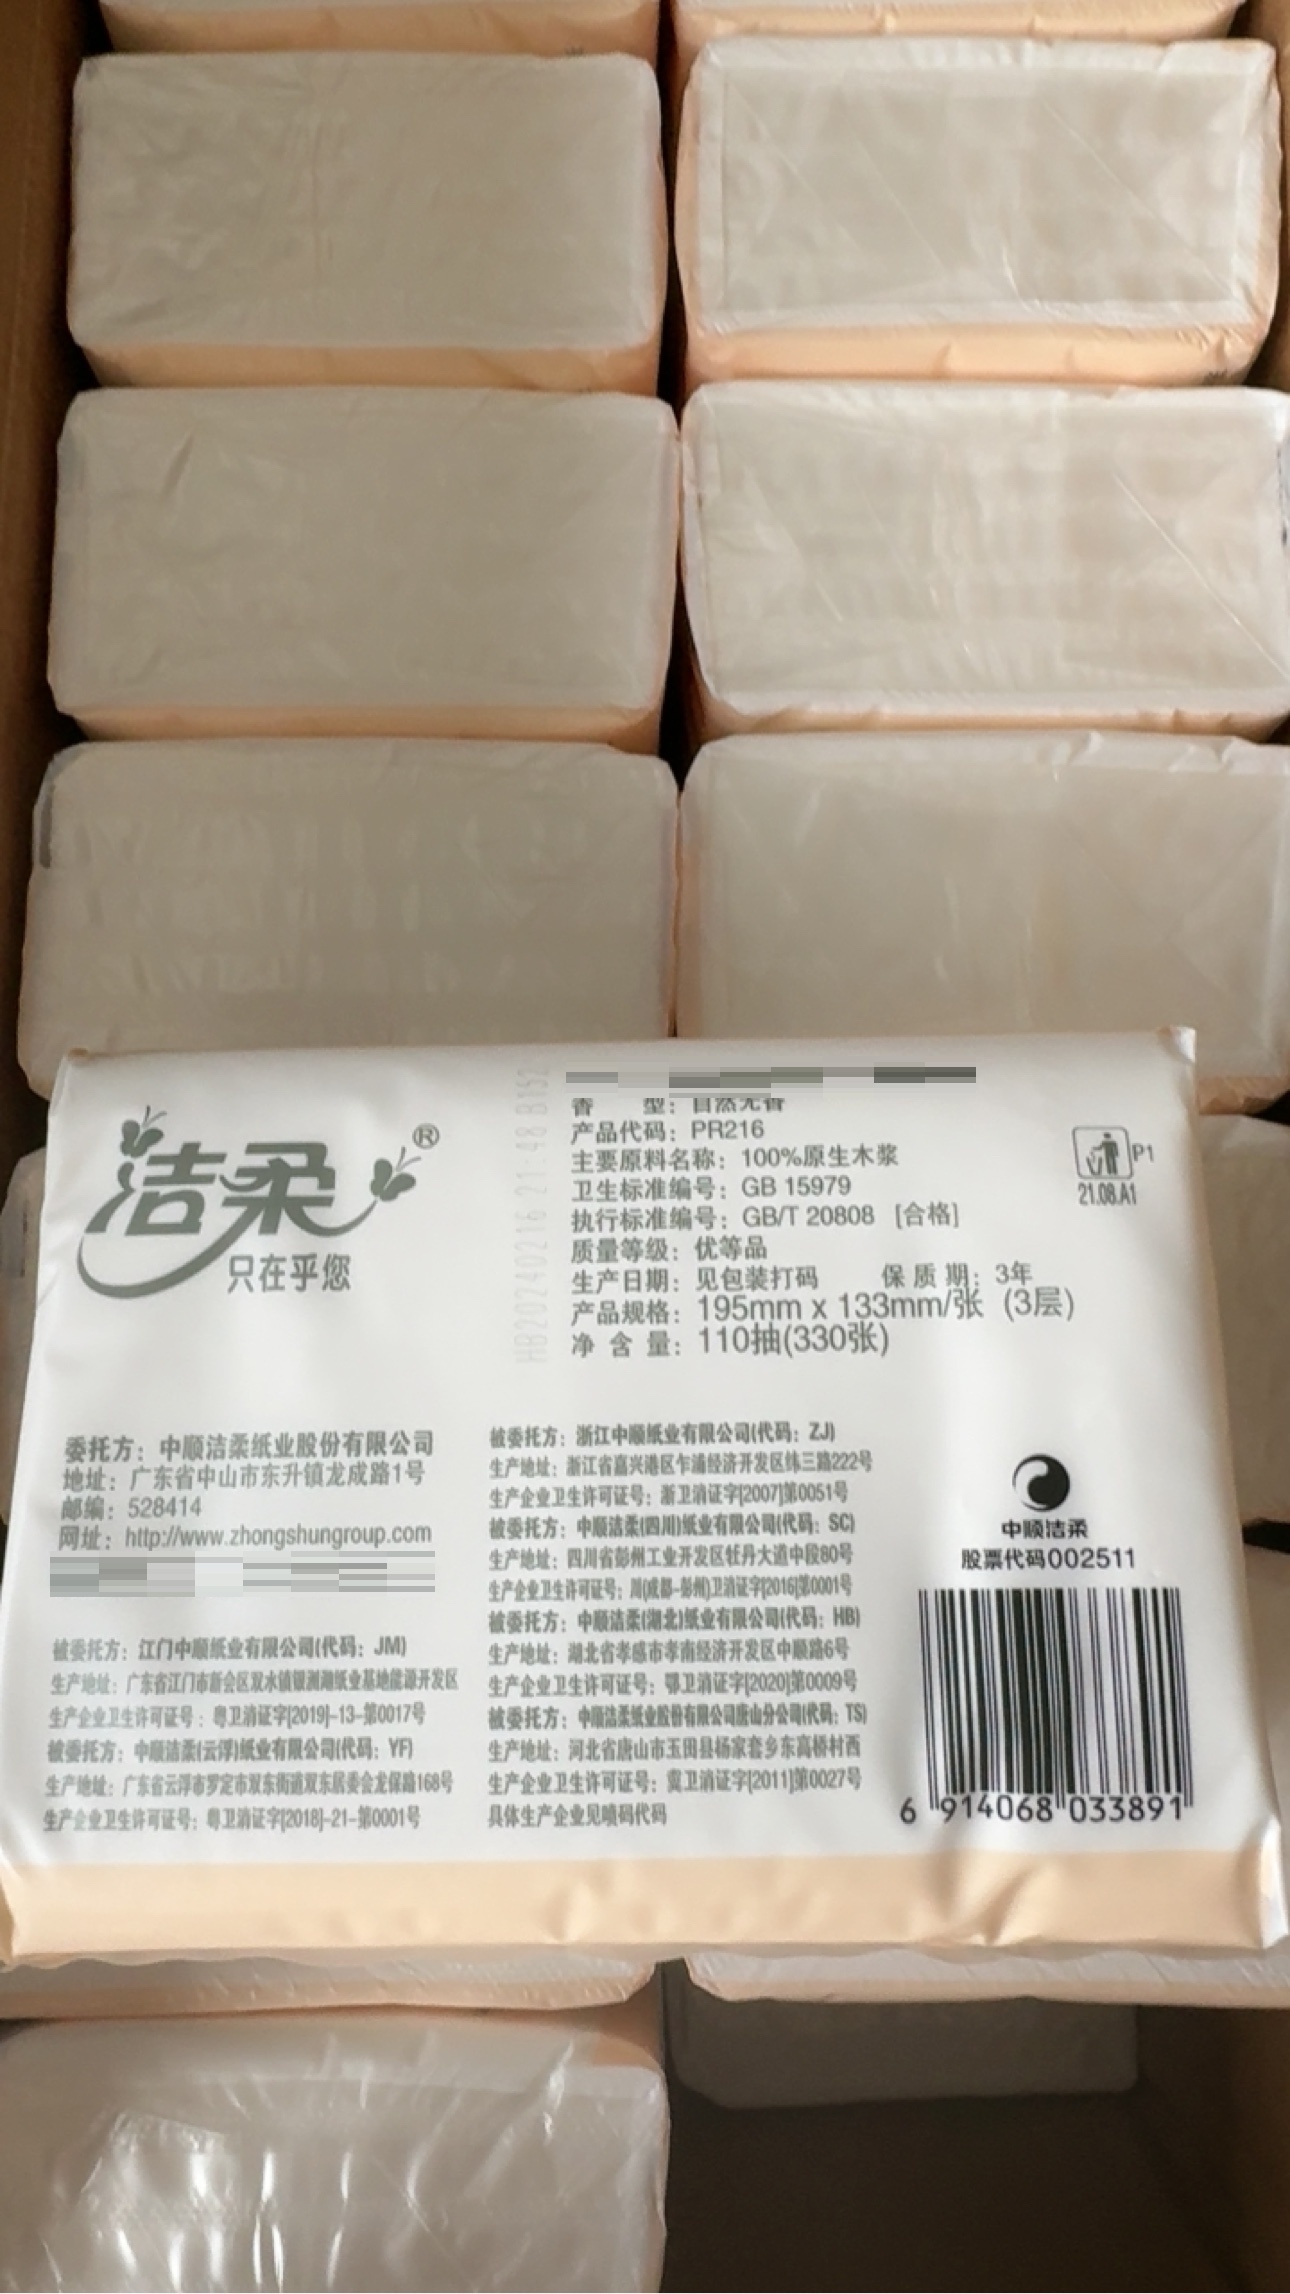 洁柔®
只在乎您
HB20240216 21:48 B152
香 型：自然无香
产品代码：PR216
主要原料名称：100%原生木浆
卫生标准编号：GB 15979
执行标准编号：GB/T 20808 [合格]
质量等级：优等品
生产日期：见包装打码 保质期：3年
产品规格：195mm x 133mm/张 (3层)
净 含 量：110抽(330张)
P1
21.08.A1
委托方：中顺洁柔纸业股份有限公司
地址：广东省中山市东升镇龙成路1号
邮编：528414
网址：http://www.zhongshungroup.com
被委托方：江门中顺纸业有限公司(代码：JM)
生产地址：广东省江门市新会区双水镇银洲湖纸业基地能源开发区
生产企业卫生许可证号：粤卫消证字[2019]-13-第0017号
被委托方：中顺洁柔(云浮)纸业有限公司(代码：YF)
生产地址：广东省云浮市罗定市双东街道双东居委会龙保路168号
生产企业卫生许可证号：粤卫消证字[2018]-21-第0001号
被委托方：浙江中顺纸业有限公司(代码：ZJ)
生产地址：浙江省嘉兴港区乍浦经济开发区纬三路222号
生产企业卫生许可证号：浙卫消证字[2007]第0051号
被委托方：中顺洁柔(四川)纸业有限公司(代码：SC)
生产地址：四川省彭州工业开发区牡丹大道中段80号
生产企业卫生许可证号：川(成都-彭州)卫消证字[2016]第0001号
被委托方：中顺洁柔(湖北)纸业有限公司(代码：HB)
生产地址：湖北省孝感市孝南经济开发区中顺路6号
生产企业卫生许可证号：鄂卫消证字[2020]第0009号
被委托方：中顺洁柔纸业股份有限公司唐山分公司(代码：TS)
生产地址：河北省唐山市玉田县杨家套乡东高桥村西
生产企业卫生许可证号：冀卫消证字[2011]第0027号
具体生产企业见喷码代码
中顺洁柔
股票代码002511
6 914068 033891